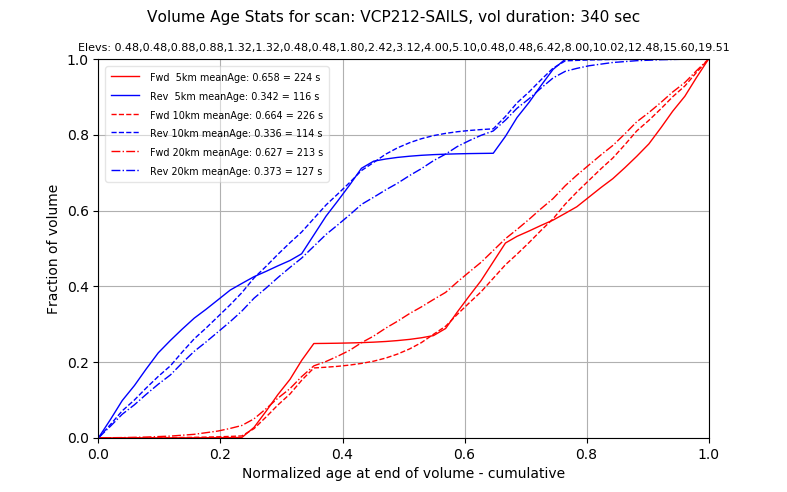 Volume Age Stats for scan: VCP212-SAILS, vol duration: 340 sec
Elevs: 0.48,0.48,0.88,0.88,1.32,1.32,0.48,0.48,1.80,2.42,3.12,4.00,5.10,0.48,0.48,6.42,8.00,10.02,12.48,15.60,19.51
Fwd 5km meanAge: 0.658 = 224 s
Rev 5km meanAge: 0.342 = 116 s
Fwd 10km meanAge: 0.664 = 226 s
Rev 10km meanAge: 0.336 = 114 s
Fwd 20km meanAge: 0.627 = 213 s
Rev 20km meanAge: 0.373 = 127 s
Fraction of volume
1.0
0.8
0.6
0.4
0.2
0.0
0.0 0.2 0.4 0.6 0.8 1.0
Normalized age at end of volume - cumulative